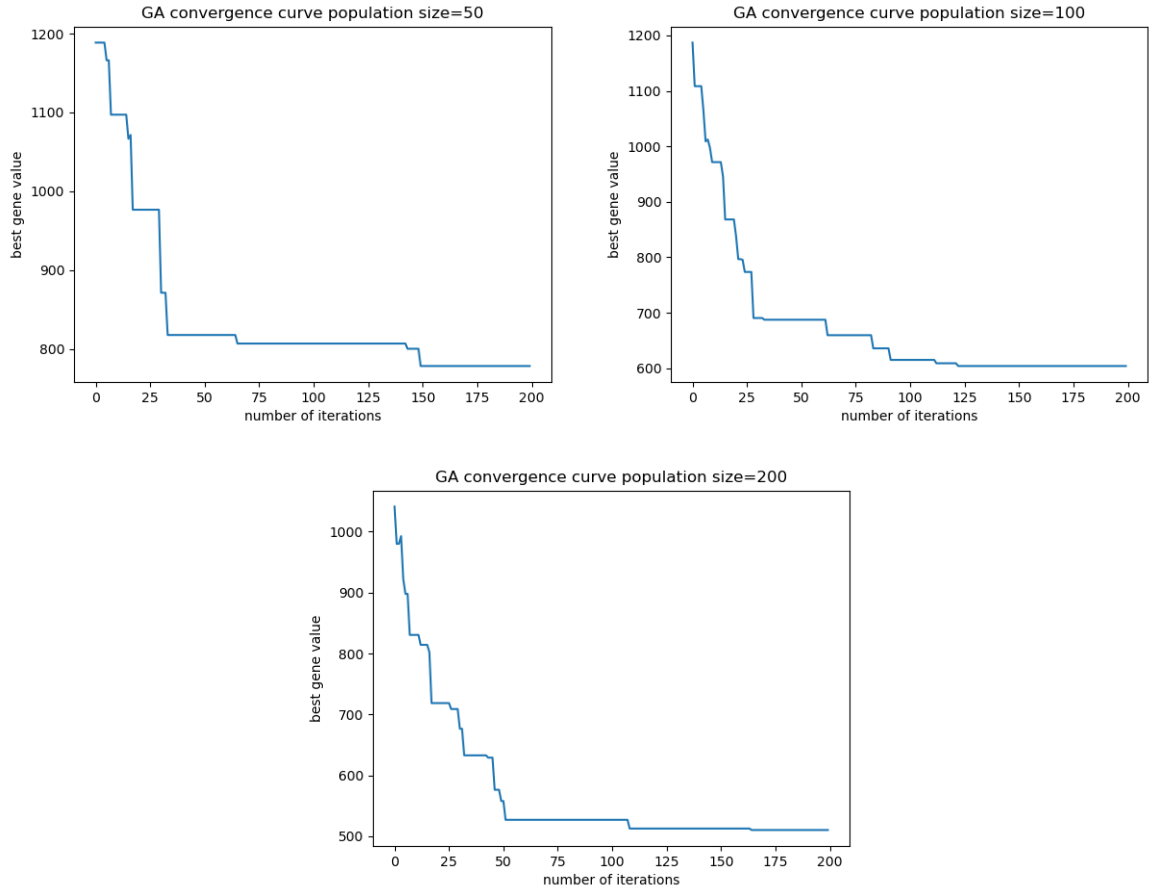 GA convergence curve population size=50
1200
1100
1000
900
800
best gene value
0 25 50 75 100 125 150 175 200
number of iterations
GA convergence curve population size=100
1200
1100
1000
900
800
700
600
best gene value
0 25 50 75 100 125 150 175 200
number of iterations
GA convergence curve population size=200
1000
900
800
700
600
500
best gene value
0 25 50 75 100 125 150 175 200
number of iterations